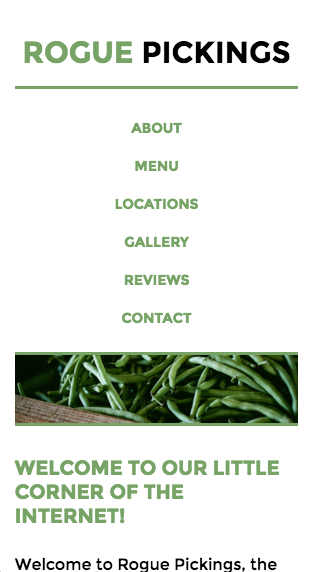 ROGUE PICKINGS
ABOUT
MENU
LOCATIONS
GALLERY
REVIEWS
CONTACT
WELCOME TO OUR LITTLE
CORNER OF THE
INTERNET!
Welcome to Rogue Pickings, the